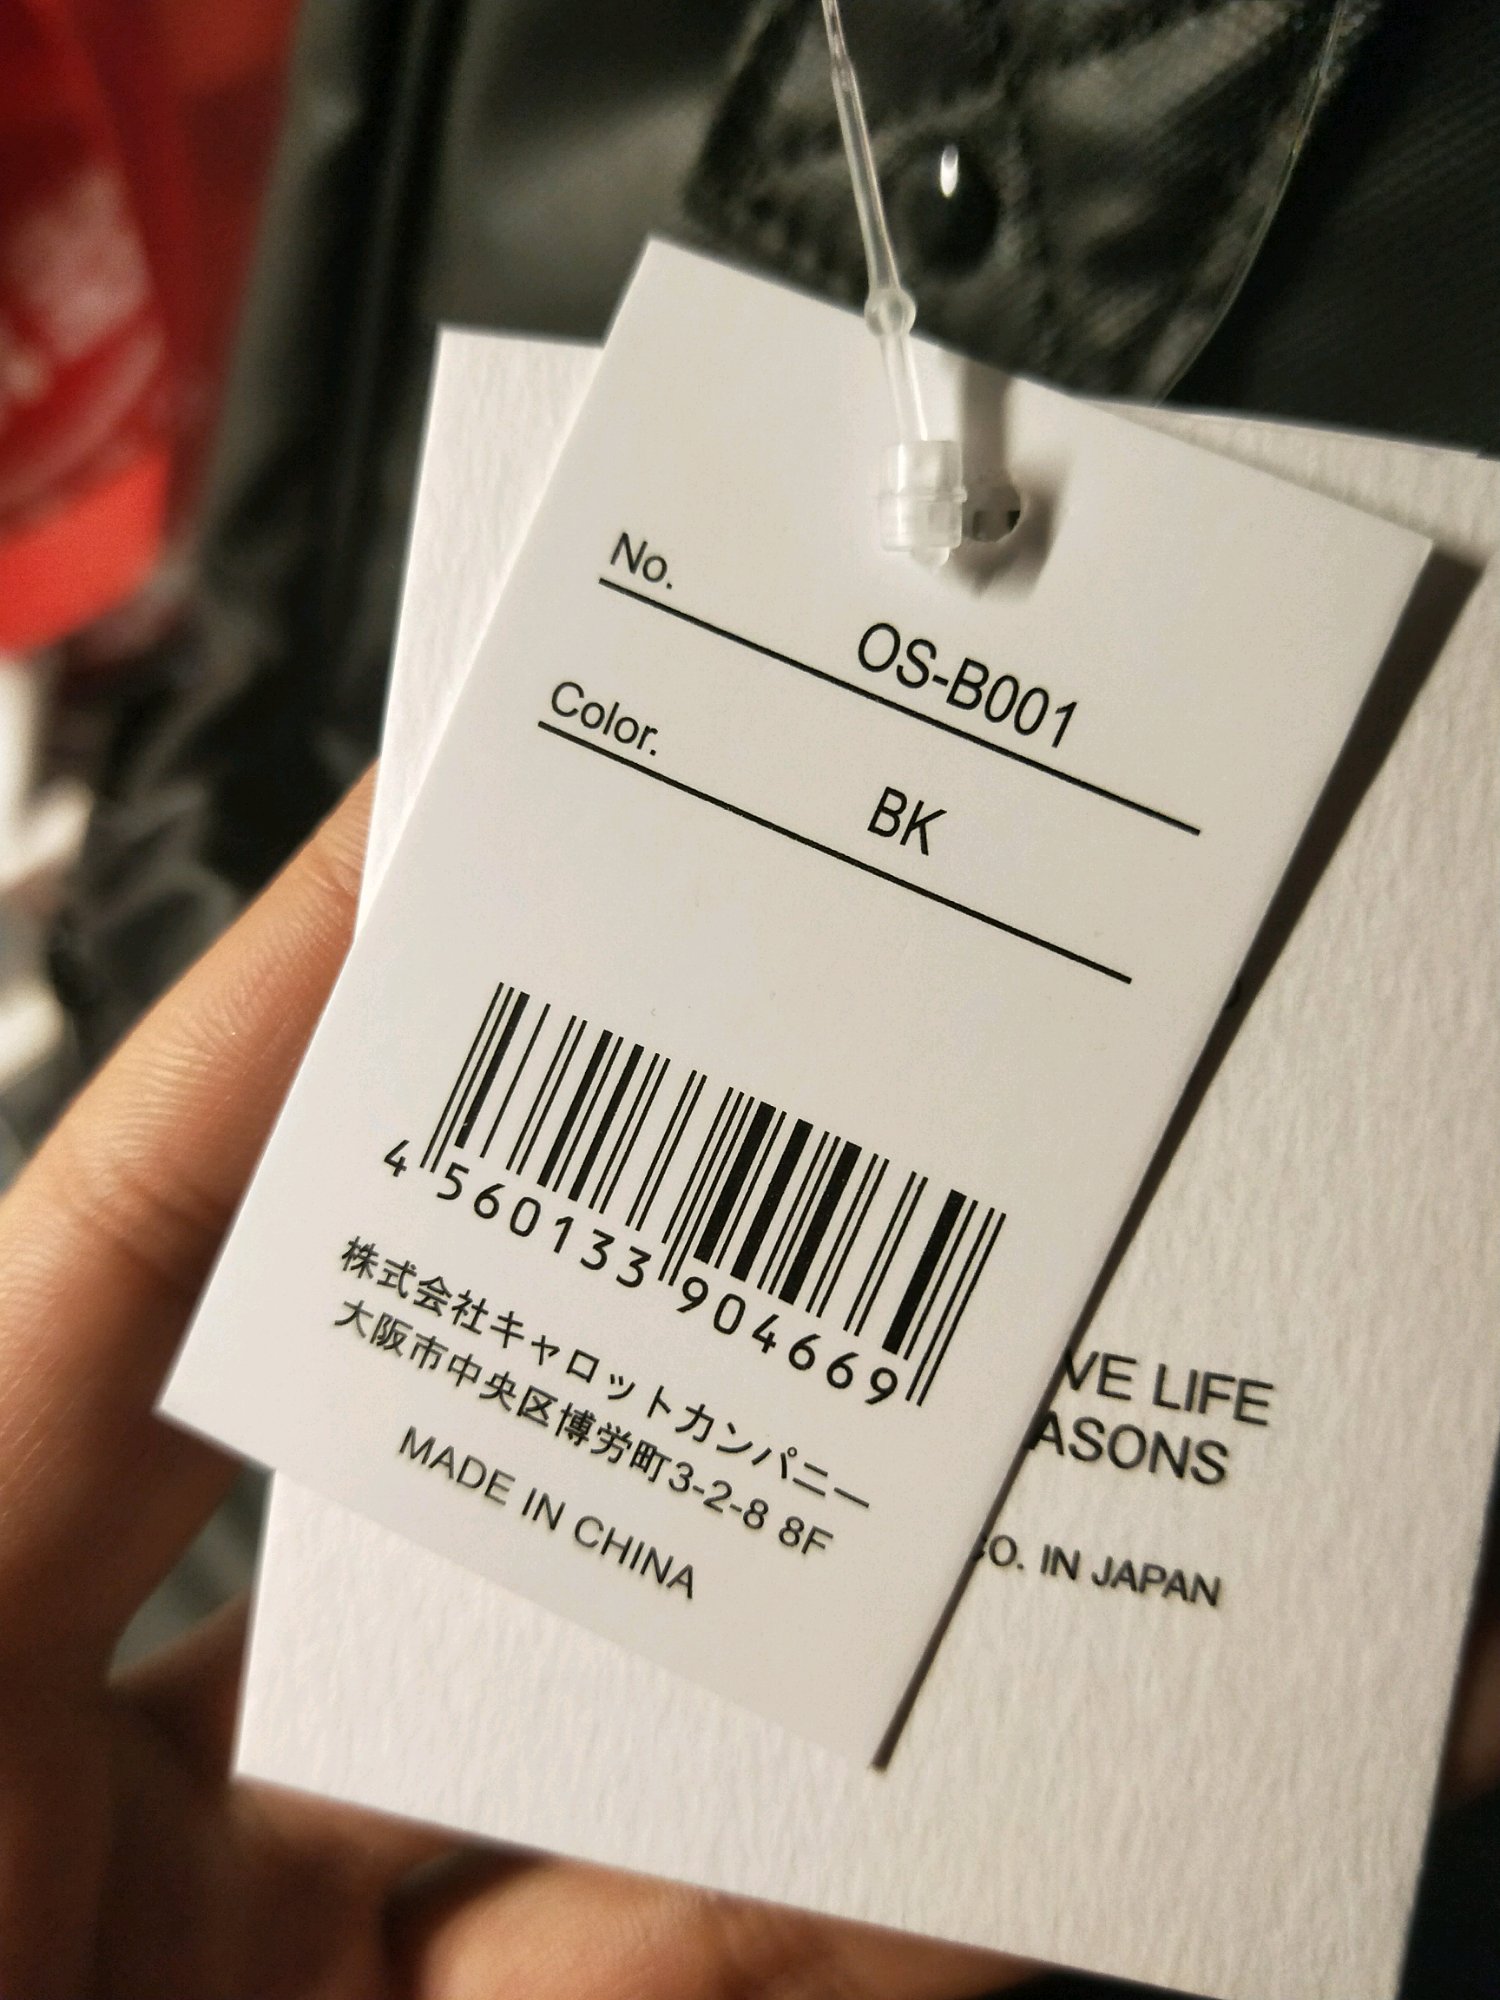 No.
OS-B001
Color.
BK
4 560133 904669
株式会社キャロットカンパニー
大阪市中央区博労町3-2-8 8F
MADE IN CHINA
VE LIFE
ASONS
O. IN JAPAN